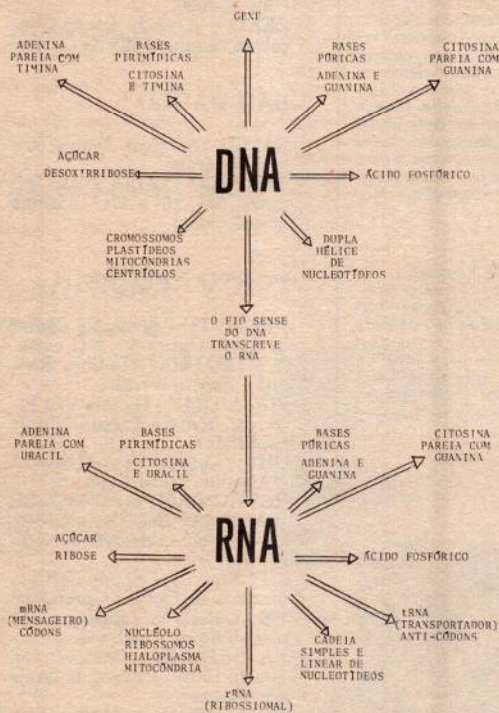 GENE
ADENINA
PAREIA COM
TIMINA
BASES
PIRIMÍDICAS
CITOSINA
E TIMINA
BASES
PÚRICAS
ADENINA E
GUANINA
CITOSINA
PAREIA COM
GUANINA
AÇÚCAR
DESOXIRRIBOSE
DNA
ÁCIDO FOSFÓRICO
CROMOSSOMOS
PLASTÍDEOS
MITOCÔNDRIAS
CENTRÍOLOS
DUPLA
HÉLICE
DE
NUCLEOTÍDEOS
O FIO SENSE
DO DNA
TRANSCREVE
O RNA
ADENINA
PAREIA COM
URACIL
BASES
PIRIMÍDICAS
CITOSINA
E URACIL
BASES
PÚRICAS
ADENINA E
GUANINA
CITOSINA
PAREIA COM
GUANINA
AÇÚCAR
RIBOSE
RNA
ÁCIDO FOSFÓRICO
mRNA
(MENSAGEIRO)
CÓDONS
NUCLÉOLO
RIBOSSOMOS
HIALOPLASMA
MITOCÔNDRIA
rRNA
(RIBOSSIOMAL)
CADEIA
SIMPLES E
LINEAR DE
NUCLEOTÍDEOS
tRNA
(TRANSPORTADOR)
ANTI-CÓDONS